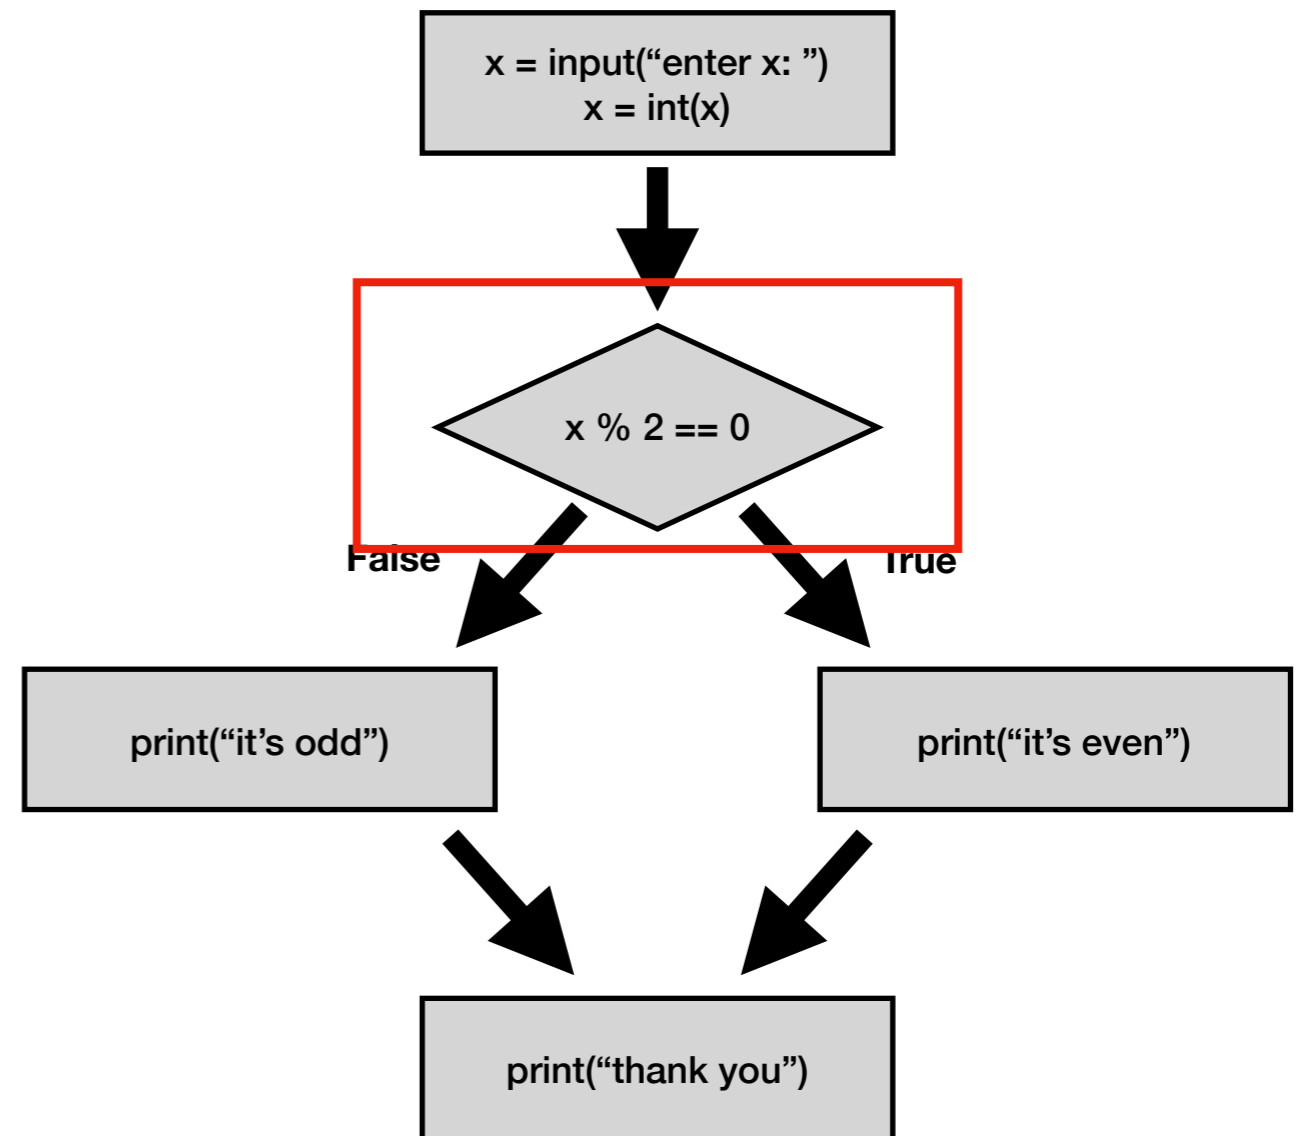 x = input(“enter x: ”)
x = int(x)
x % 2 == 0
False
True
print(“it’s odd”)
print(“it’s even”)
print(“thank you”)